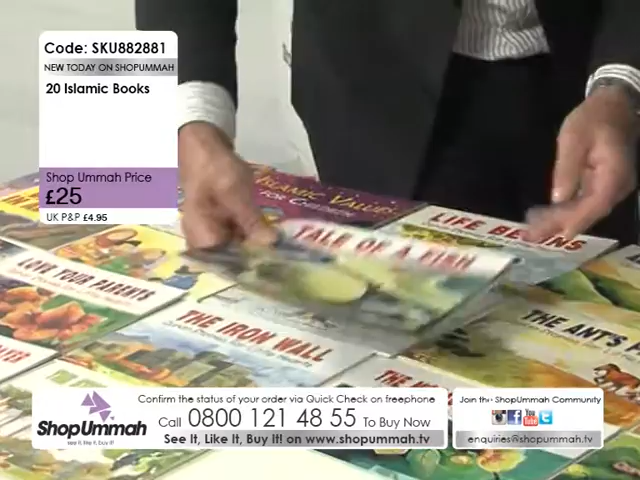 Code: SKU882881
NEW TODAY ON SHOPUMMAH
20 Islamic Books
Shop Ummah Price
£25
UK P&P £4.95
ISLAMIC VALUES
FOR CHILDREN
LIFE BEGINS
TALE OF A FISH
LOVE YOUR PARENTS
THE IRON WALL
THE ANT'S
ShopUmmah
see it, like it, buy it!
Confirm the status of your order via Quick Check on freephone
Call 0800 121 48 55 To Buy Now
See It, Like It, Buy It! on www.shopummah.tv
Join the ShopUmmah Community
You Tube
enquiries@shopummah.tv